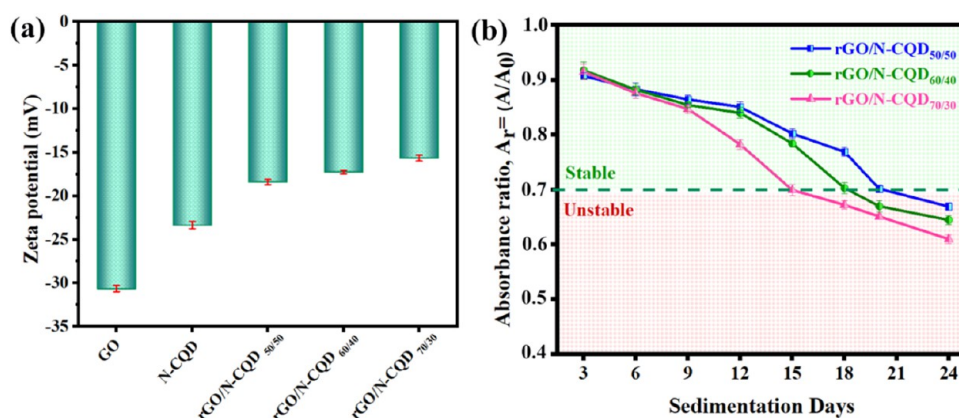 (a)
Zeta potential (mV)
0
-5
-10
-15
-20
-25
-30
-35
GO
N-CQD
rGO/N-CQD 50/50
rGO/N-CQD 60/40
rGO/N-CQD 70/30
(b)
Absorbance ratio, Ar= (A/A0)
1.0
0.9
0.8
0.7
0.6
0.5
0.4
rGO/N-CQD50/50
rGO/N-CQD60/40
rGO/N-CQD70/30
Stable
Unstable
3 6 9 12 15 18 21 24
Sedimentation Days